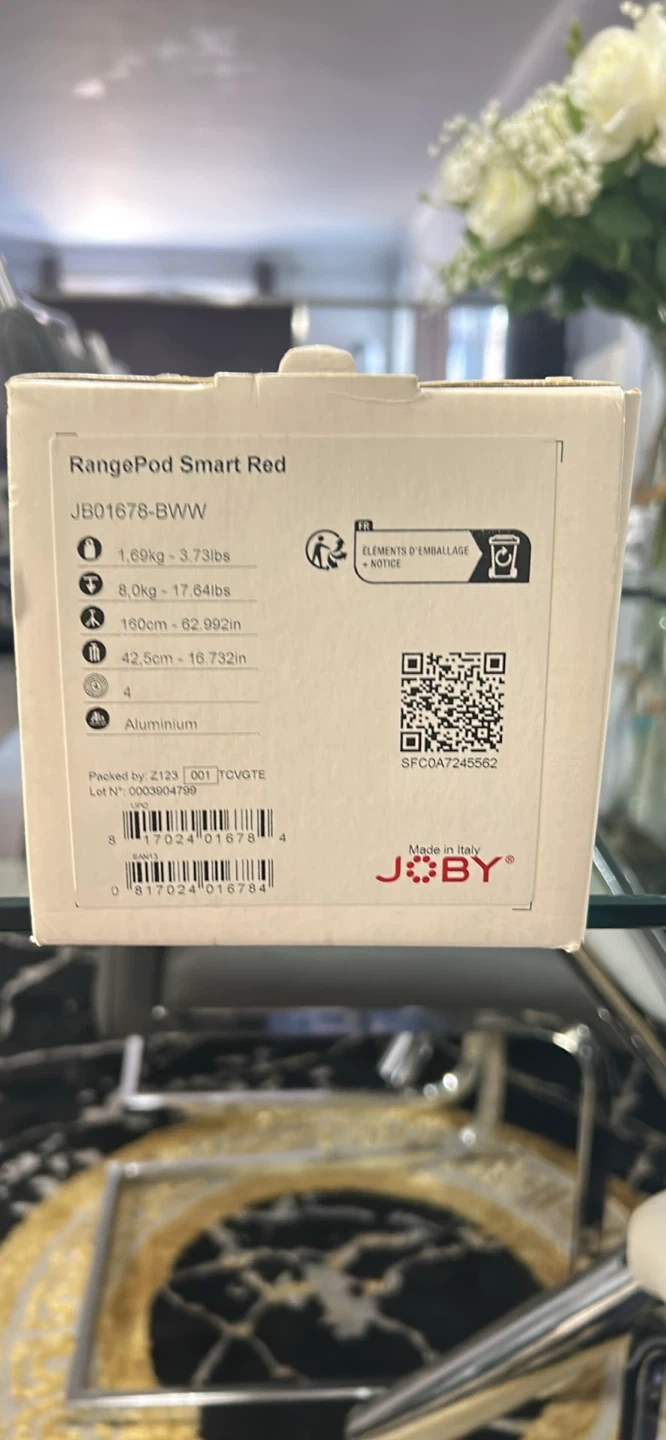 RangePod Smart Red
JB01678-BWW
1,69kg - 3.73lbs
8,0kg - 17.64lbs
160cm - 62.992in
42,5cm - 16.732in
4
Aluminium
FR
ÉLÉMENTS D'EMBALLAGE
+ NOTICE
SFC0A7245562
Packed by: Z123 001 TCVGTE
Lot N°: 0003904799
UPC
8 17024 01678 4
EAN13
0 817024 016784
Made in Italy
JOBY®